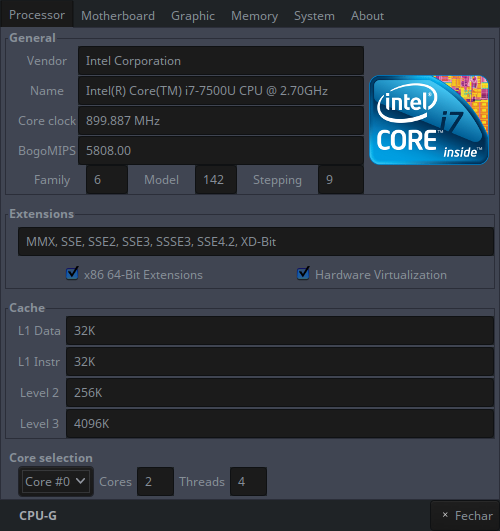 Processor Motherboard Graphic Memory System About
General
Vendor Intel Corporation
Name Intel(R) Core(TM) i7-7500U CPU @ 2.70GHz
Core clock 899.887 MHz
BogoMIPS 5808.00
Family 6 Model 142 Stepping 9
intel
i7
CORE
inside™
Extensions
MMX, SSE, SSE2, SSE3, SSSE3, SSE4.2, XD-Bit
x86 64-Bit Extensions Hardware Virtualization
Cache
L1 Data 32K
L1 Instr 32K
Level 2 256K
Level 3 4096K
Core selection
Core #0 Cores 2 Threads 4
CPU-G × Fechar